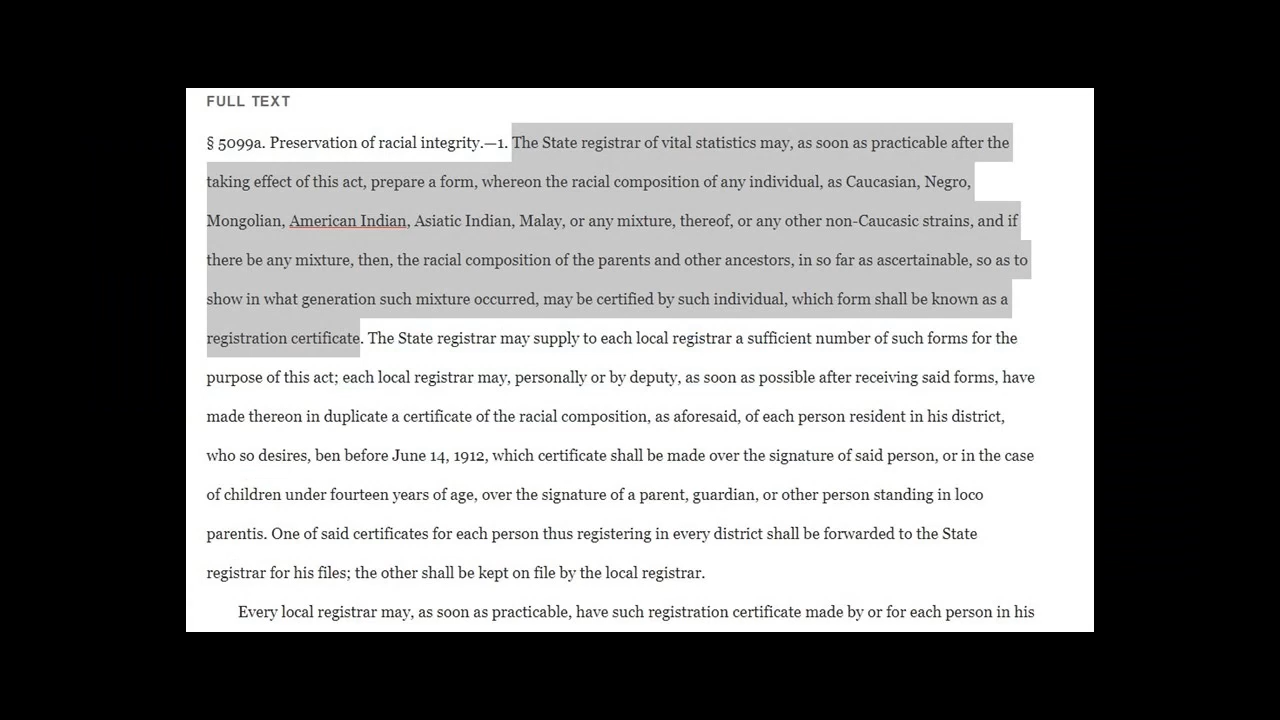 FULL TEXT
§ 5099a. Preservation of racial integrity.—1. The State registrar of vital statistics may, as soon as practicable after the
taking effect of this act, prepare a form, whereon the racial composition of any individual, as Caucasian, Negro,
Mongolian, American Indian, Asiatic Indian, Malay, or any mixture, thereof, or any other non-Caucasic strains, and if
there be any mixture, then, the racial composition of the parents and other ancestors, in so far as ascertainable, so as to
show in what generation such mixture occurred, may be certified by such individual, which form shall be known as a
registration certificate. The State registrar may supply to each local registrar a sufficient number of such forms for the
purpose of this act; each local registrar may, personally or by deputy, as soon as possible after receiving said forms, have
made thereon in duplicate a certificate of the racial composition, as aforesaid, of each person resident in his district,
who so desires, ben before June 14, 1912, which certificate shall be made over the signature of said person, or in the case
of children under fourteen years of age, over the signature of a parent, guardian, or other person standing in loco
parentis. One of said certificates for each person thus registering in every district shall be forwarded to the State
registrar for his files; the other shall be kept on file by the local registrar.
Every local registrar may, as soon as practicable, have such registration certificate made by or for each person in his